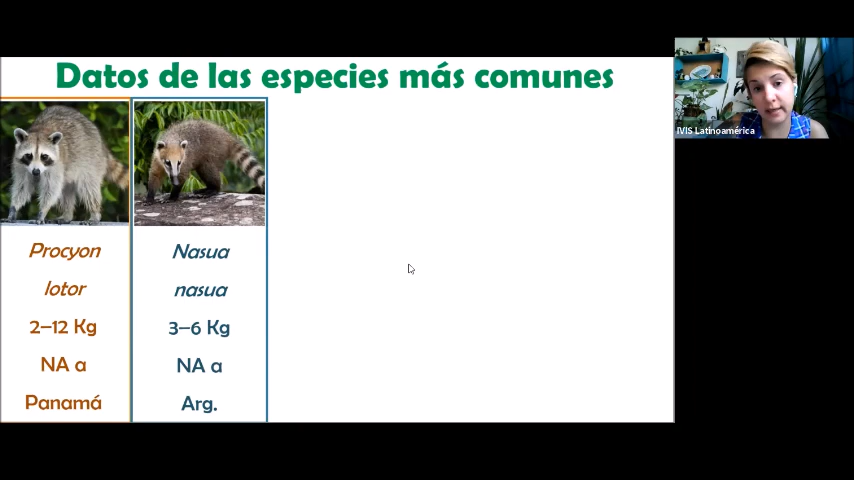 Datos de las especies más comunes
IVIS Latinoamérica
Procyon
lotor
2–12 Kg
NA a
Panamá
Nasua
nasua
3–6 Kg
NA a
Arg.